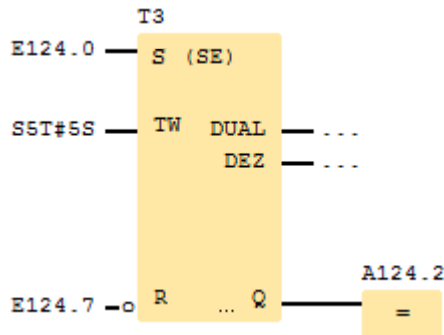 T3
E124.0 S (SE)
S5T#5S TW DUAL ...
DEZ ...
A124.2
E124.7 R ... Q =